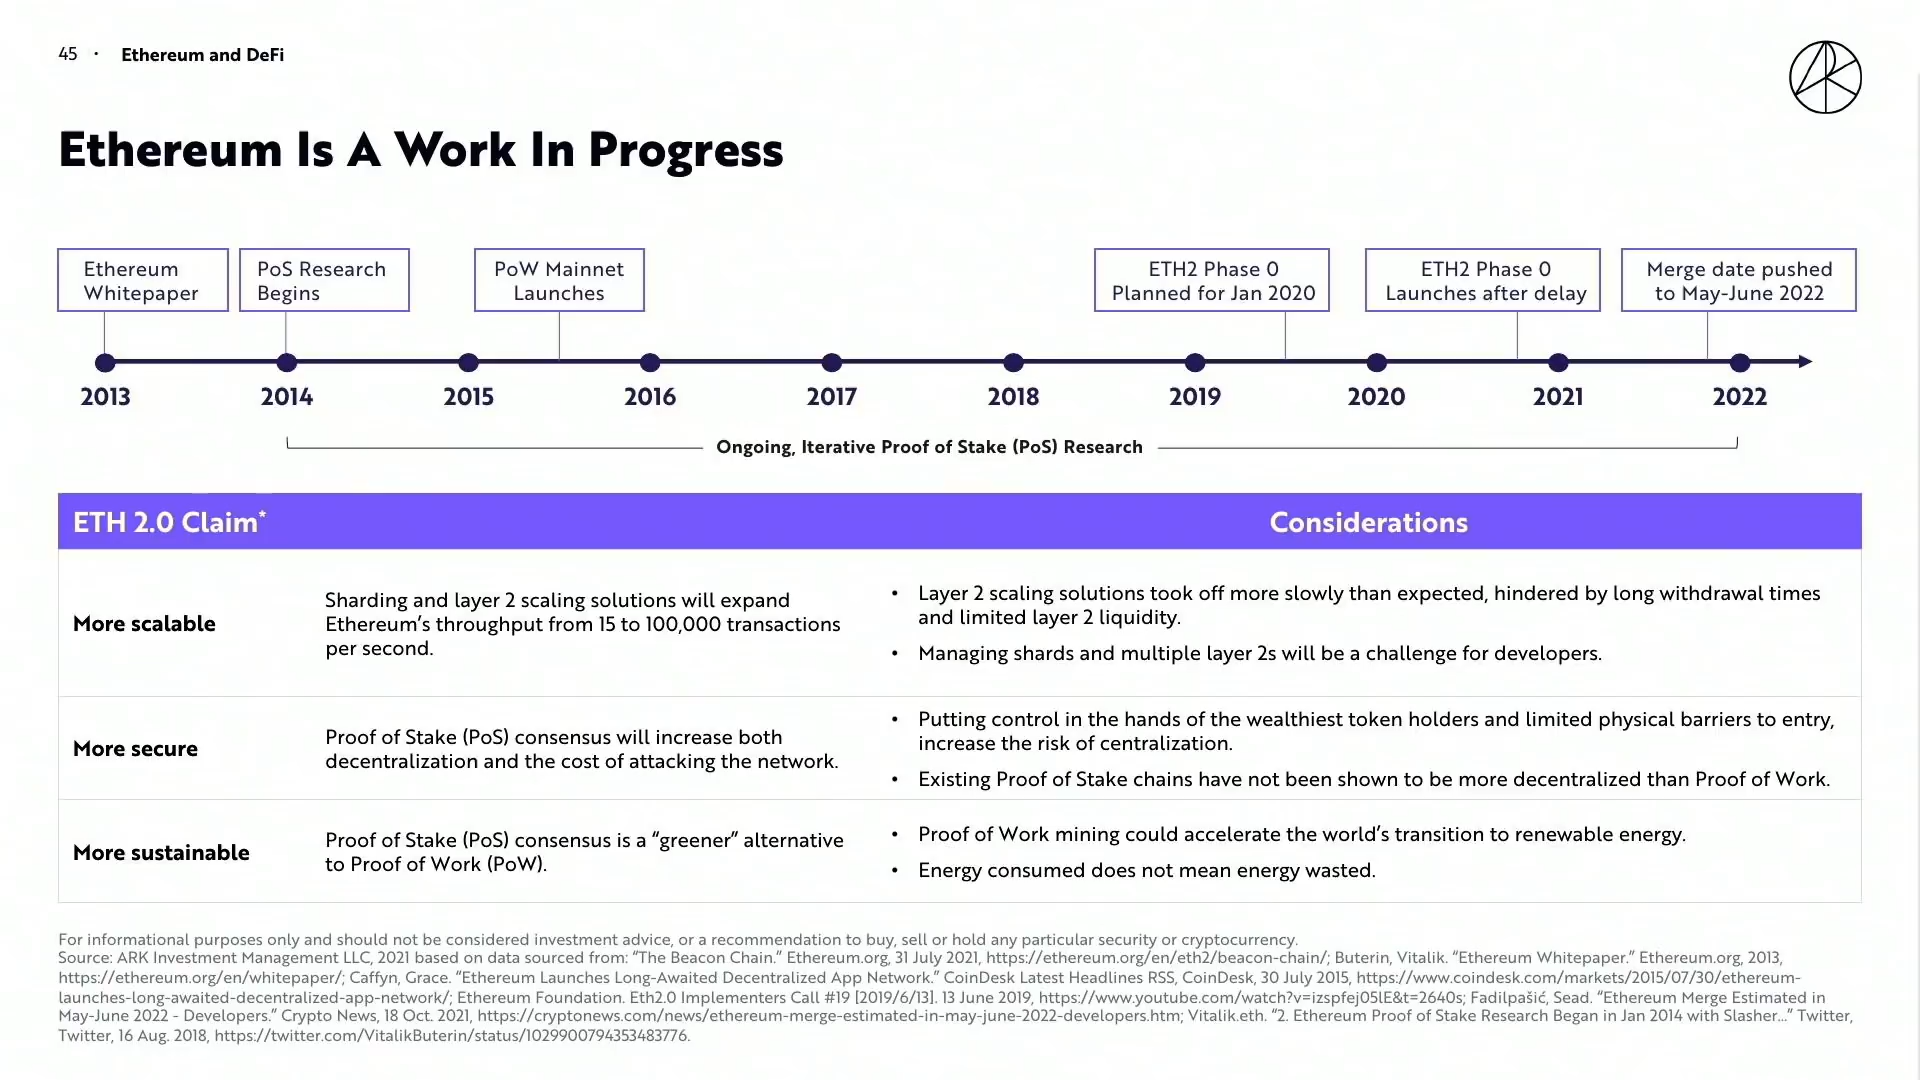 45 · Ethereum and DeFi
Ethereum Is A Work In Progress
Ethereum
Whitepaper
PoS Research
Begins
PoW Mainnet
Launches
ETH2 Phase 0
Planned for Jan 2020
ETH2 Phase 0
Launches after delay
Merge date pushed
to May-June 2022
2013 2014 2015 2016 2017 2018 2019 2020 2021 2022
Ongoing, Iterative Proof of Stake (PoS) Research
ETH 2.0 Claim* Considerations
More scalable
Sharding and layer 2 scaling solutions will expand
Ethereum’s throughput from 15 to 100,000 transactions
per second.
• Layer 2 scaling solutions took off more slowly than expected, hindered by long withdrawal times
and limited layer 2 liquidity.
• Managing shards and multiple layer 2s will be a challenge for developers.
More secure
Proof of Stake (PoS) consensus will increase both
decentralization and the cost of attacking the network.
• Putting control in the hands of the wealthiest token holders and limited physical barriers to entry,
increase the risk of centralization.
• Existing Proof of Stake chains have not been shown to be more decentralized than Proof of Work.
More sustainable
Proof of Stake (PoS) consensus is a “greener” alternative
to Proof of Work (PoW).
• Proof of Work mining could accelerate the world’s transition to renewable energy.
• Energy consumed does not mean energy wasted.
For informational purposes only and should not be considered investment advice, or a recommendation to buy, sell or hold any particular security or cryptocurrency.
Source: ARK Investment Management LLC, 2021 based on data sourced from: “The Beacon Chain.” Ethereum.org, 31 July 2021, https://ethereum.org/en/eth2/beacon-chain/; Buterin, Vitalik. “Ethereum Whitepaper.” Ethereum.org, 2013,
https://ethereum.org/en/whitepaper/; Caffyn, Grace. “Ethereum Launches Long-Awaited Decentralized App Network.” CoinDesk Latest Headlines RSS, CoinDesk, 30 July 2015, https://www.coindesk.com/markets/2015/07/30/ethereum-
launches-long-awaited-decentralized-app-network/; Ethereum Foundation. Eth2.0 Implementers Call #19 [2019/6/13]. 13 June 2019, https://www.youtube.com/watch?v=izspfej05lE&t=2640s; Fadilpašić, Sead. “Ethereum Merge Estimated in
May-June 2022 - Developers.” Crypto News, 18 Oct. 2021, https://cryptonews.com/news/ethereum-merge-estimated-in-may-june-2022-developers.htm; Vitalik.eth. “2. Ethereum Proof of Stake Research Began in Jan 2014 with Slasher…” Twitter,
Twitter, 16 Aug. 2018, https://twitter.com/VitalikButerin/status/1029900794353483776.